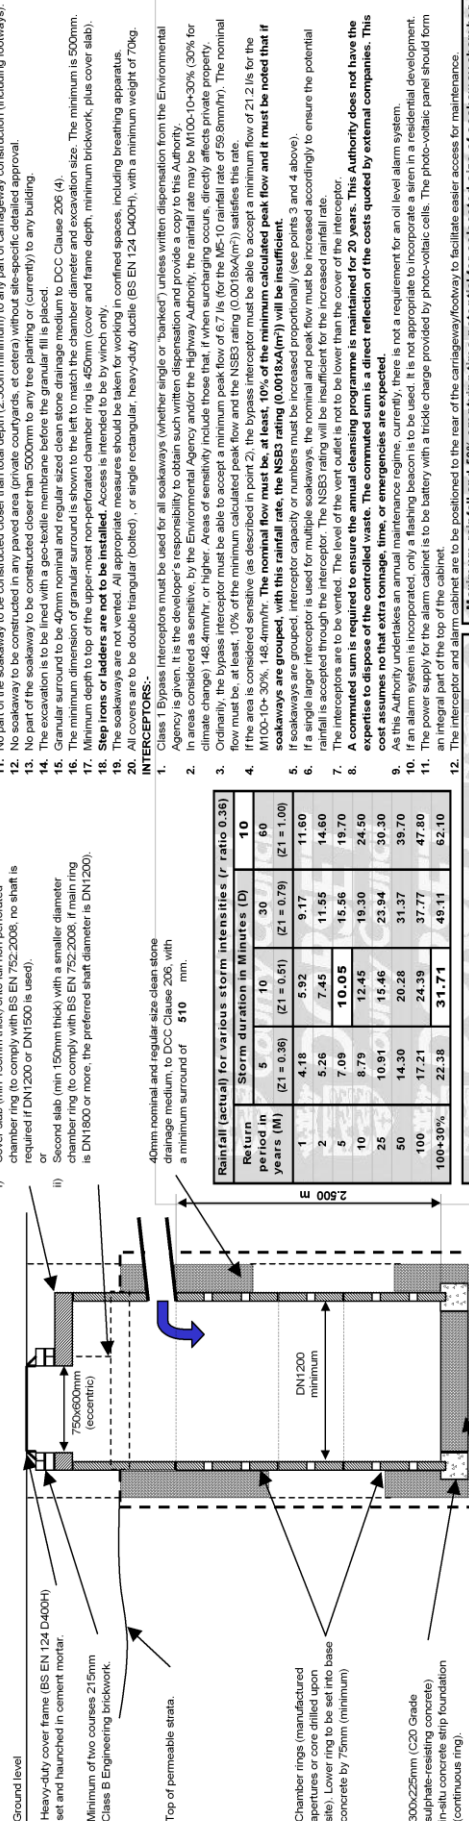 Ground level
Heavy-duty cover frame (BS EN 124 D400H)
set and haunched in cement mortar.
Minimum of two courses 215mm
Class B Engineering brickwork.
Top of permeable strata.
Chamber rings (manufactured
apertures or core drilled upon
site). Lower ring to be set into base
concrete by 75mm (minimum)
300x225mm (C20 Grade
sulphate-resisting concrete)
in-situ concrete strip foundation
(continuous ring).
750x600mm
(eccentric)
DN1200
minimum
2.500 m
i)
chamber ring (to comply with BS EN 752:2008, no shaft is
required if DN1200 or DN1500 is used).
or
ii) Second slab (min 150mm thick) with a smaller diameter
chamber ring (to comply with BS EN 752:2008, if main ring
is DN1800 or more, the preferred shaft diameter is DN1200).
40mm nominal and regular size clean stone
drainage medium, to DCC Clause 206, with
a minimum surround of 510 mm.
Rainfall (actual) for various storm intensities (r ratio 0.36)
Return period in years (M) Storm duration in Minutes (D) 10
5 10 30 60
(Z1 = 0.36) (Z1 = 0.51) (Z1 = 0.79) (Z1 = 1.00)
1 4.18 5.92 9.17 11.60
2 5.26 7.45 11.55 14.60
5 7.09 10.05 15.56 19.70
10 8.79 12.45 19.30 24.50
25 10.91 15.46 23.94 30.30
50 14.30 20.28 31.37 39.70
100 17.21 24.39 37.77 47.80
100+30% 22.38 31.71 49.11 62.10
11. No part of the soakaway to be constructed closer than total depth
12. No soakaway to be constructed in any paved area (private courtyards, et cetera) without site-specific detailed approval.
13. No part of the soakaway to be constructed closer than 5000mm to any tree planting or (currently) to any building.
14. The excavation is to be lined with a geo-textile membrane before the granular fill is placed.
15. Granular surround to be 40mm nominal and regular sized clean stone drainage medium to DCC Clause 206 (4).
16. The minimum dimension of granular surround is shown to the left to match the chamber diameter and excavation size. The minimum is 500mm.
17. Minimum depth to top of the upper-most non-perforated chamber ring is 450mm (cover and frame depth, minimum brickwork, plus cover slab).
18. Step irons or ladders are not to be installed. Access is intended to be by winch only.
19. The soakaways are not vented. All appropriate measures should be taken for working in confined spaces, including breathing apparatus.
20. All covers are to be double triangular (bolted), or single rectangular, heavy-duty ductile (BS EN 124 D400H), with a minimum weight of 70kg.
INTERCEPTORS:-
1. Class 1 Bypass Interceptors must be used for all soakaways (whether single or "banked") unless written dispensation from the Environmental
Agency is given. It is the developer's responsibility to obtain such written dispensation and provide a copy to this Authority.
2. In areas considered as sensitive, by the Environmental Agency and/or the Highway Authority, the rainfall rate may be M100-10+30% (30% for
climate change) 148.4mm/hr, or higher. Areas of sensitivity include those that, if when surcharging occurs, directly affects private property.
3. Ordinarily, the bypass interceptor must be able to accept a minimum peak flow of 6.7 l/s (for the M5-10 rainfall rate of 59.8mm/hr). The nominal
flow must be, at least, 10% of the minimum calculated peak flow and the NSB3 rating (0.0018xA(m²)) satisfies this rate.
4. If the area is considered sensitive (as described in point 2), the bypass interceptor must be able to accept a minimum flow of 21.2 l/s for the
M100-10+ 30%, 148.4mm/hr. The nominal flow must be, at least, 10% of the minimum calculated peak flow and it must be noted that if
soakaways are grouped, with this rainfall rate, the NSB3 rating (0.0018xA(m²)) will be insufficient.
5. If soakaways are grouped, interceptor capacity or numbers must be increased proportionally (see points 3 and 4 above).
6. If a single larger interceptor is used for multiple soakaways, the nominal and peak flow must be increased accordingly to ensure the potential
rainfall is accepted through the interceptor. The NSB3 rating will be insufficient for the increased rainfall rate.
7. The interceptors are to be vented. The level of the vent outlet is not to be lower than the cover of the interceptor.
8. A commuted sum is required to ensure the annual cleansing programme is maintained for 20 years. This Authority does not have the
expertise to dispose of the controlled waste. The commuted sum is a direct reflection of the costs quoted by external companies. This
cost assumes no that extra tonnage, time, or emergencies are expected.
9. As this Authority undertakes an annual maintenance regime, currently, there is not a requirement for an oil level alarm system.
10. If an alarm system is incorporated, only a flashing beacon is to be used. It is not appropriate to incorporate a siren in a residential development.
11. The power supply for the alarm cabinet is to be battery with a trickle charge provided by photo-voltaic cells. The photo-voltaic panel should form
an integral part of the top of the cabinet.
12. The interceptor and alarm cabinet are to be positioned to the rear of the carriageway/footway to facilitate easier access for maintenance.